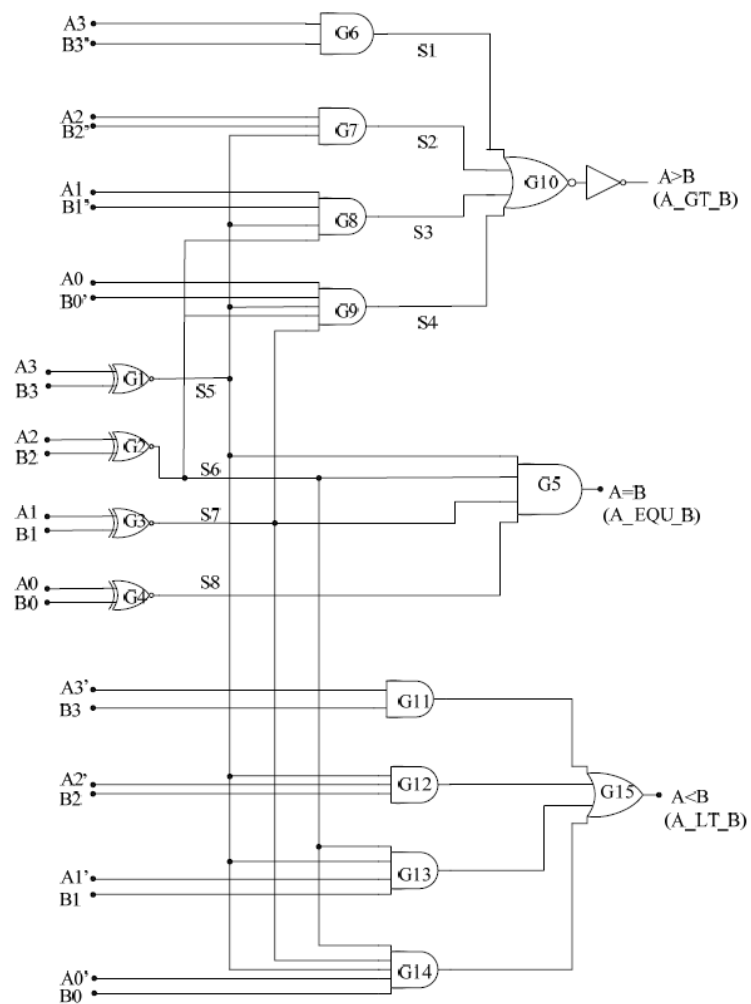 A3
G6
B3'
S1
A2
B2'
G7
S2
A1
B1'
G8
S3
G10
A>B
(A_GT_B)
A0
B0'
G9
S4
A3
B3
G1
S5
A2
B2
G2
S6
G5
A=B
(A_EQU_B)
A1
B1
G3
S7
A0
B0
G4
S8
A3'
B3
G11
A2'
B2
G12
G15
A<B
(A_LT_B)
A1'
B1
G13
A0'
B0
G14